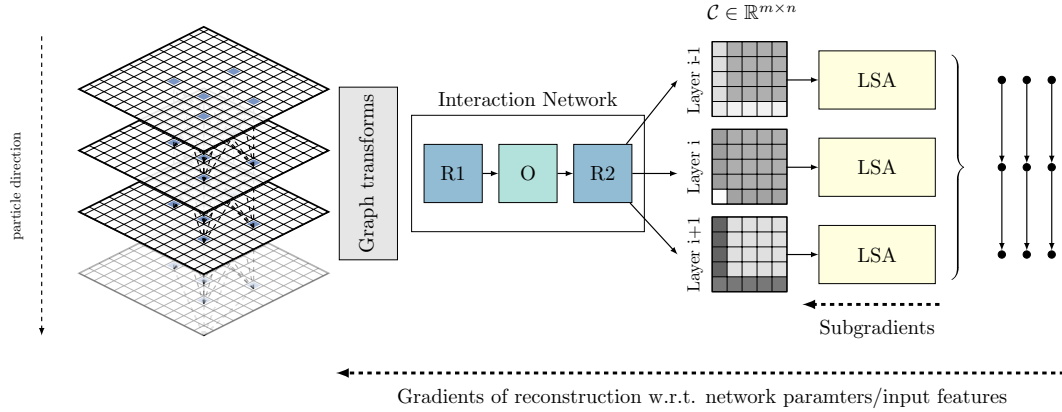 particle direction
Graph transforms
Interaction Network
R1
O
R2
C ∈ ℝ^{m×n}
Layer i-1
LSA
Layer i
LSA
Layer i+1
LSA
Subgradients
Gradients of reconstruction w.r.t. network paramters/input features